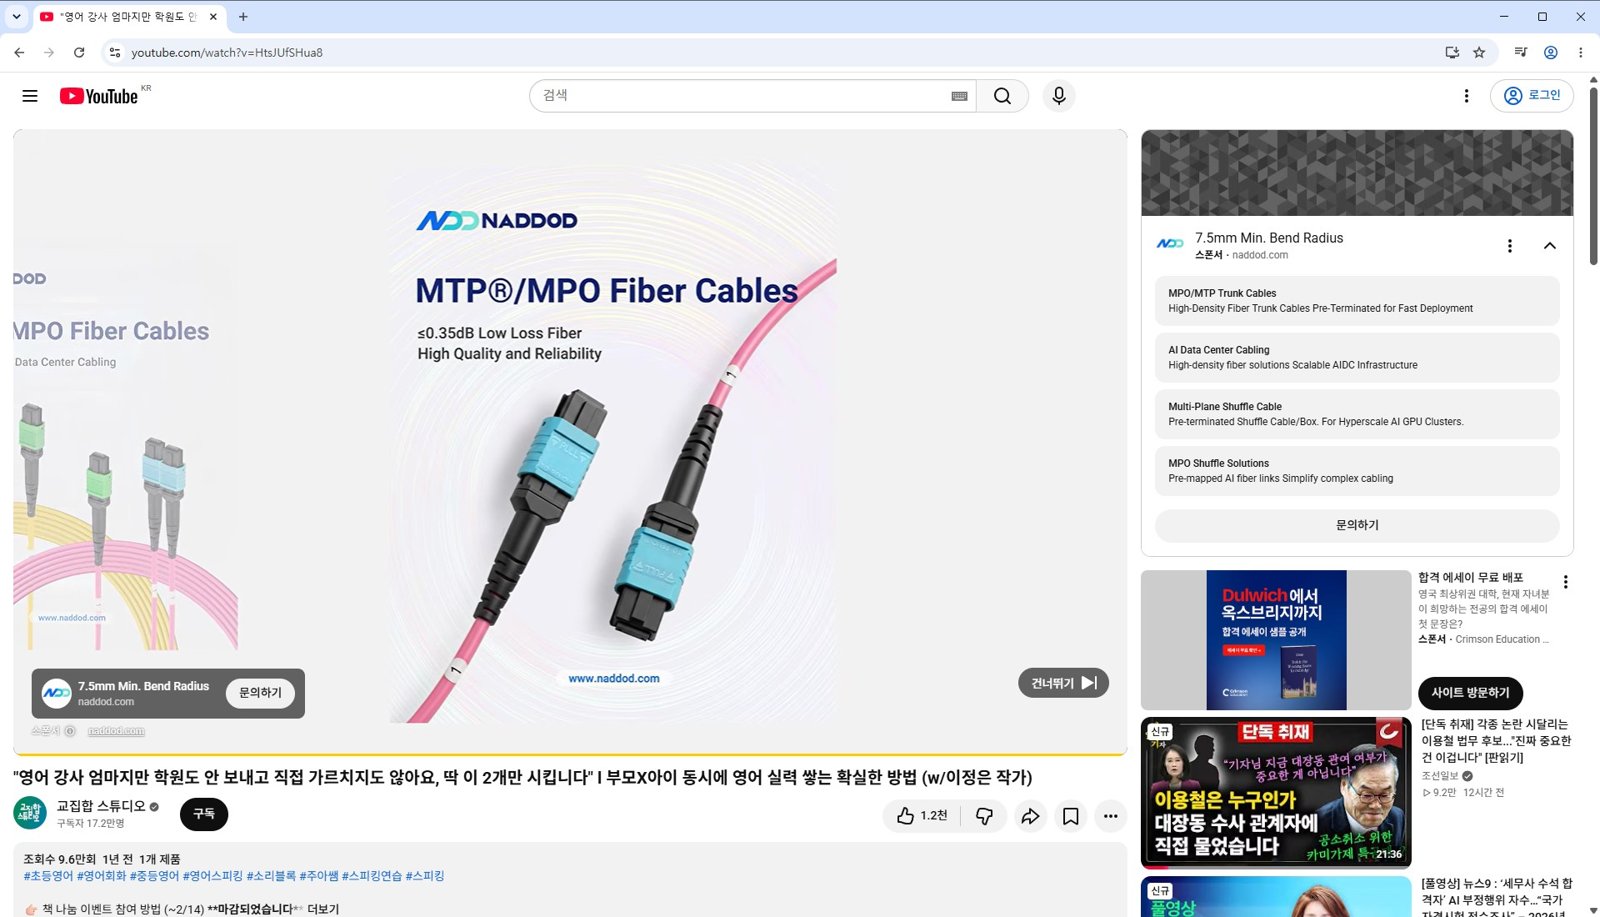 "영어 강사 엄마지만 학원도 안
youtube.com/watch?v=HtsJUfSHua8
YouTube KR
검색
로그인
NADDOD
MTP®/MPO Fiber Cables
≤0.35dB Low Loss Fiber
High Quality and Reliability
DOD
MPO Fiber Cables
Data Center Cabling
www.naddod.com
www.naddod.com
7.5mm Min. Bend Radius
naddod.com
문의하기
스폰서
naddod.com
건너뛰기
"영어 강사 엄마지만 학원도 안 보내고 직접 가르치지도 않아요, 딱 이 2개만 시킵니다" l 부모X아이 동시에 영어 실력 쌓는 확실한 방법 (w/이정은 작가)
교집합 스튜디오
구독자 17.2만명
구독
1.2천
조회수 9.6만회 1년 전 1개 제품
#초등영어 #영어회화 #중등영어 #영어스피킹 #소리블록 #주아쌤 #스피킹연습 #스피킹
👉🏻 책 나눔 이벤트 참여 방법 (~2/14) **마감되었습니다** 더보기
7.5mm Min. Bend Radius
스폰서 · naddod.com
MPO/MTP Trunk Cables
High-Density Fiber Trunk Cables Pre-Terminated for Fast Deployment
AI Data Center Cabling
High-density fiber solutions Scalable AIDC Infrastructure
Multi-Plane Shuffle Cable
Pre-terminated Shuffle Cable/Box. For Hyperscale AI GPU Clusters.
MPO Shuffle Solutions
Pre-mapped AI fiber links Simplify complex cabling
문의하기
Dulwich에서
옥스브리지까지
합격 에세이 샘플 공개
합격 에세이 무료 배포
영국 최상위권 대학, 현재 자녀분
이 희망하는 전공의 합격 에세이
첫 문장은?
스폰서 · Crimson Education ...
사이트 방문하기
신규
단독 취재
"기자님 지금 대장동 관여 여부가
중요한 게 아닙니다"
이용철은 누구인가
대장동 수사 관계자에
직접 물었습니다
공소취소 위한
21:36
[단독 취재] 각종 논란 시달리는
이용철 법무 후보..."진짜 중요한
건 이겁니다" [판읽기]
조선일보
9.2만 12시간 전
신규
풀영상
[풀영상] 뉴스9 : '세무사 수석 합
격자' AI 부정행위 자수…"국가